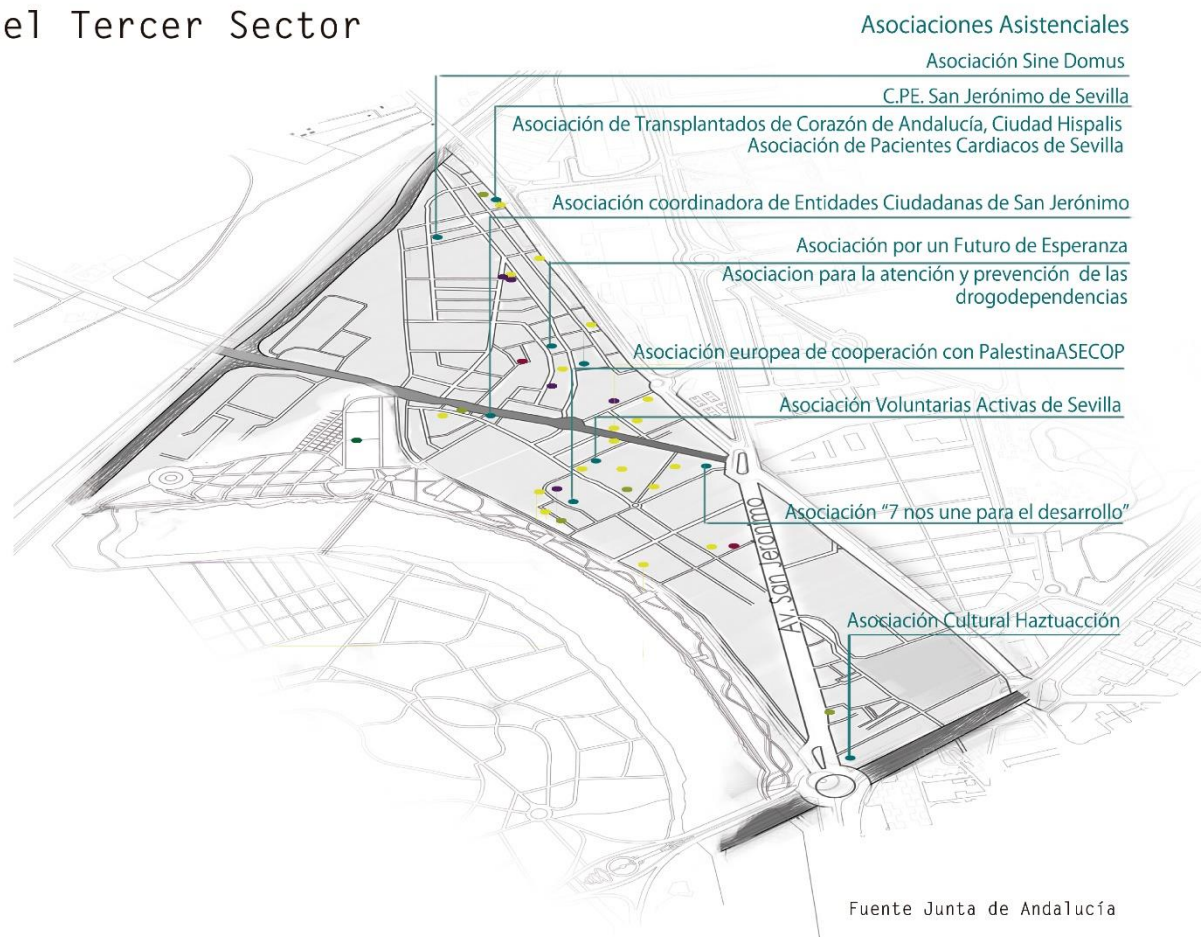 el Tercer Sector
Asociaciones Asistenciales
Asociación Sine Domus
C.PE. San Jerónimo de Sevilla
Asociación de Transplantados de Corazón de Andalucía, Ciudad Hispalis
Asociación de Pacientes Cardiacos de Sevilla
Asociación coordinadora de Entidades Ciudadanas de San Jerónimo
Asociación por un Futuro de Esperanza
Asociacion para la atención y prevención de las
drogodependencias
Asociación europea de cooperación con PalestinaASECOP
Asociación Voluntarias Activas de Sevilla
Asociación "7 nos une para el desarrollo"
Av. San Jeronimo
Asociación Cultural Haztuacción
Fuente Junta de Andalucía